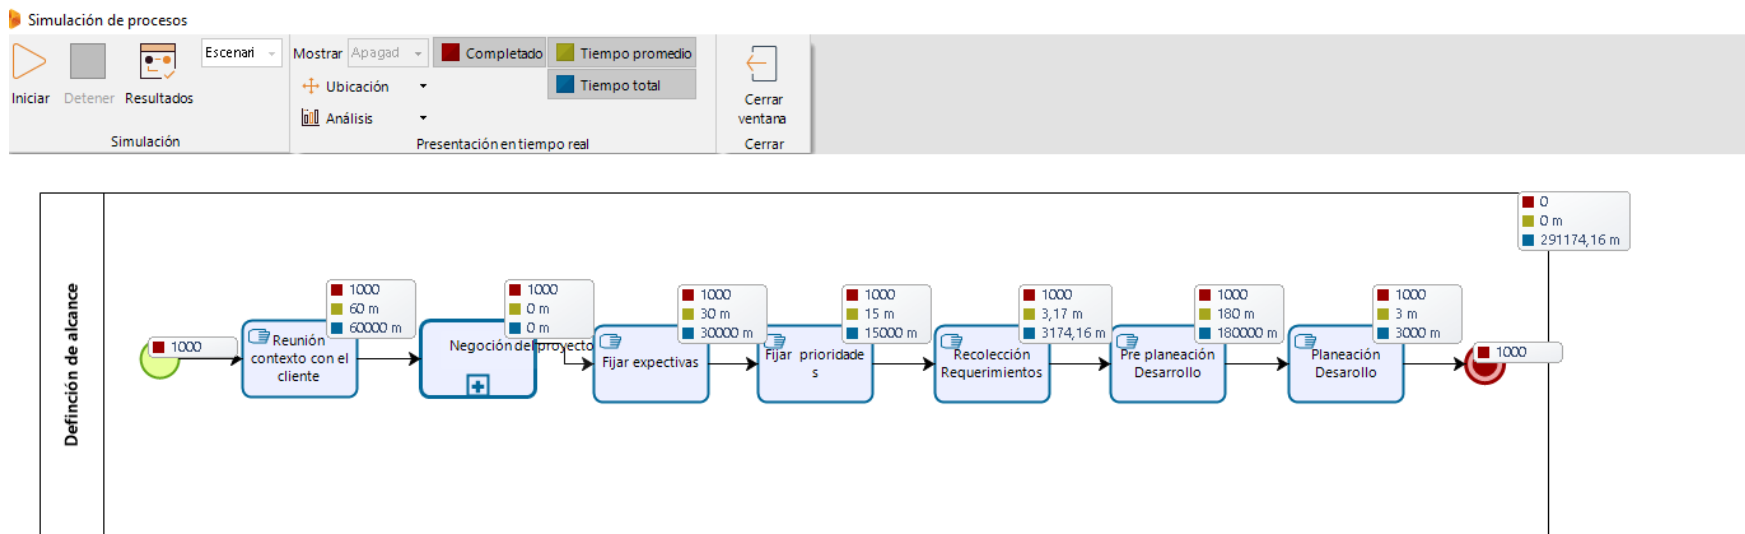 Simulación de procesos
Iniciar
Detener
Resultados
Escenari
Simulación
Mostrar
Apagad
Completado
Tiempo promedio
Ubicación
Tiempo total
Análisis
Presentación en tiempo real
Cerrar
ventana
Cerrar
Definción de alcance
1000
Reunión
contexto con el
cliente
1000
60 m
60000 m
Negoción del proyecto
1000
0 m
0 m
Fijar expectivas
1000
30 m
30000 m
Fijar prioridade
s
1000
15 m
15000 m
Recolección
Requerimientos
1000
3,17 m
3174,16 m
Pre planeación
Desarrollo
1000
180 m
180000 m
Planeación
Desarollo
1000
3 m
3000 m
1000
0
0 m
291174,16 m